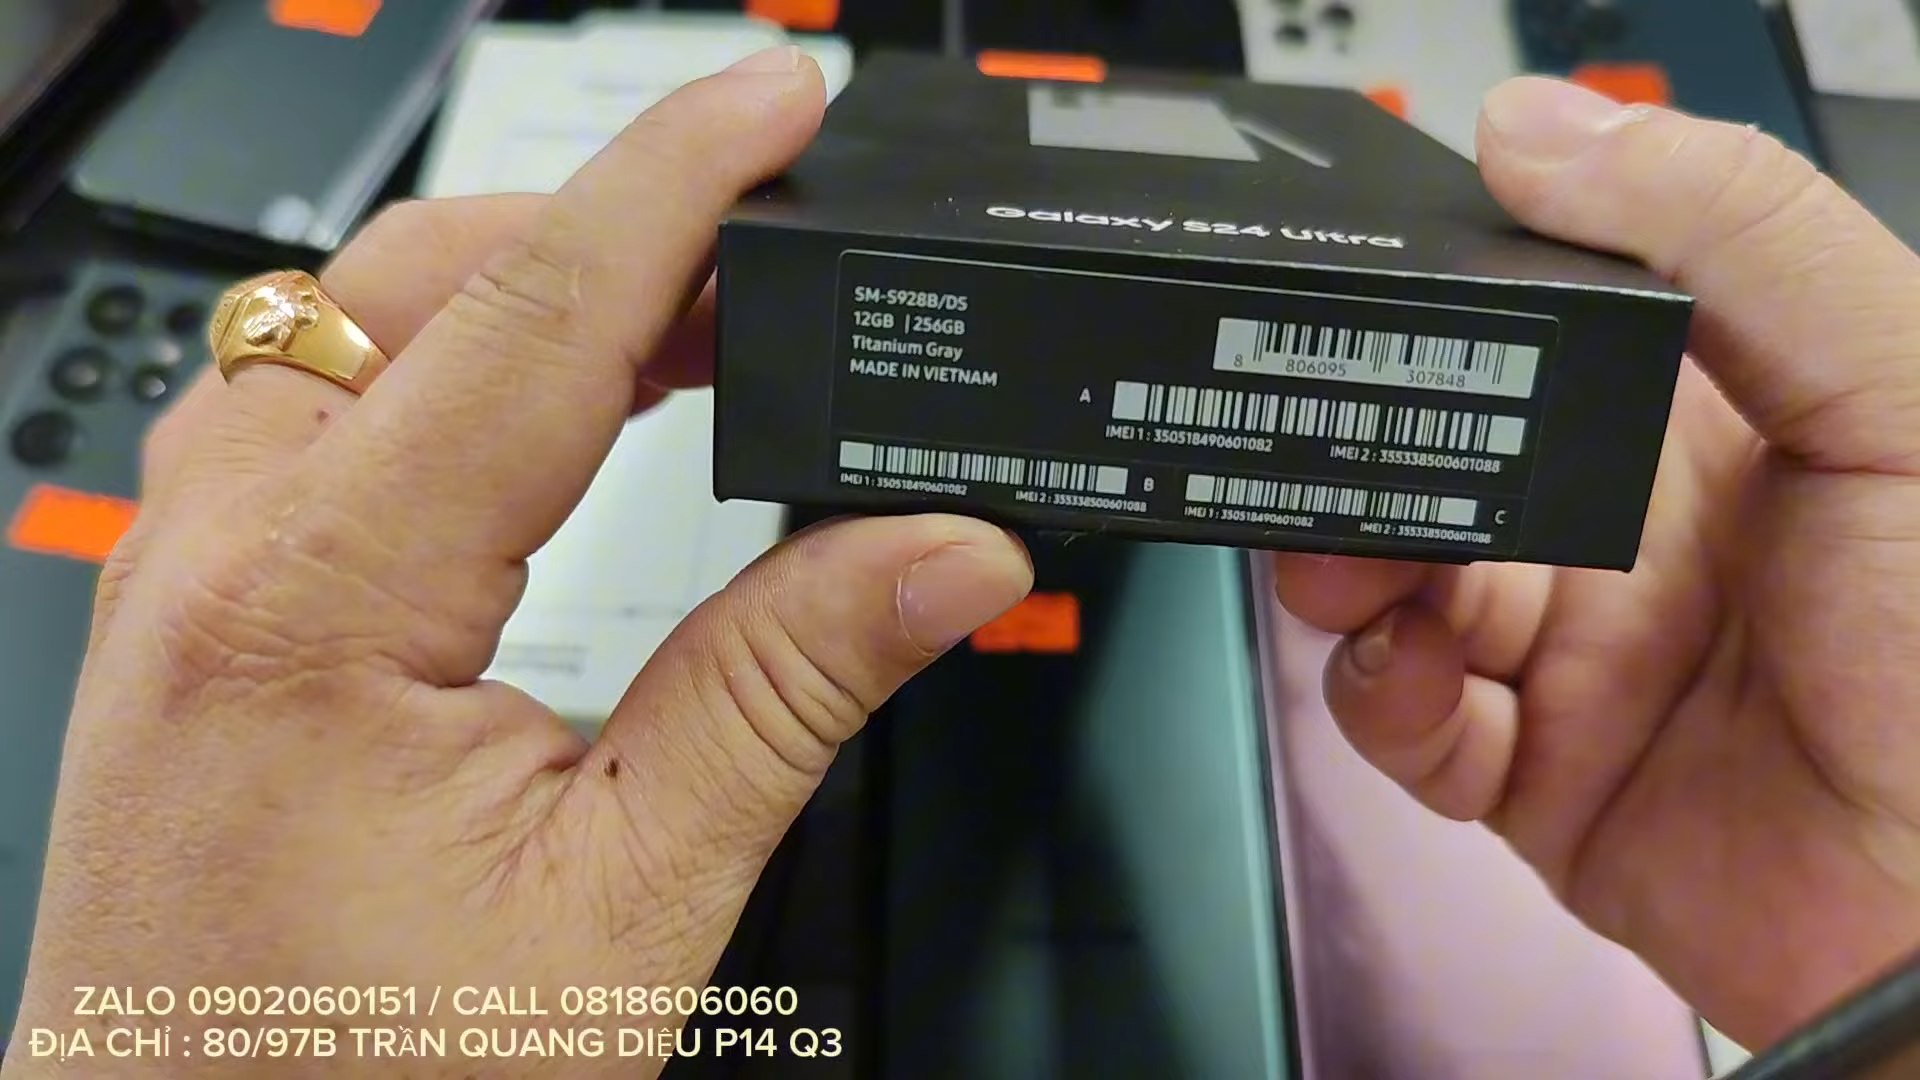 Galaxy S24 Ultra
SM-S928B/DS
12GB | 256GB
Titanium Gray
MADE IN VIETNAM
8 806095 307848
A
IMEI 1 : 350518490601082 IMEI 2 : 355338500601088
B
IMEI 1 : 350518490601082 IMEI 2 : 355338500601088
C
IMEI 1 : 350518490601082 IMEI 2 : 355338500601088
ZALO 0902060151 / CALL 0818606060
ĐỊA CHỈ : 80/97B TRẦN QUANG DIỆU P14 Q3